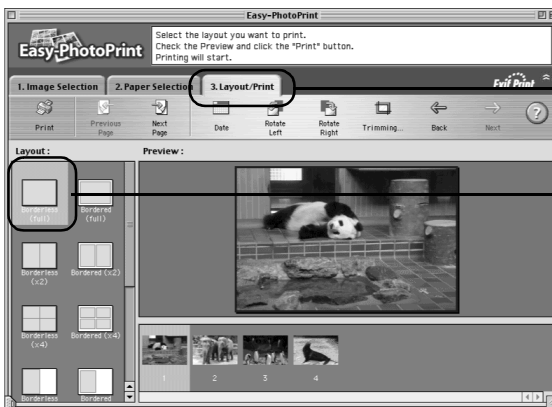 Easy-PhotoPrint
Easy-PhotoPrint
Select the layout you want to print.
Check the Preview and click the "Print" button.
Printing will start.
1. Image Selection
2. Paper Selection
3. Layout/Print
Exif Print
Print
Previous Page
Next Page
Date
Rotate Left
Rotate Right
Trimming...
Back
Next
?
Layout :
Preview :
Borderless (full)
Bordered (full)
Borderless (x2)
Bordered (x2)
Borderless (x4)
Bordered (x4)
Borderless
Bordered
1
2
3
4